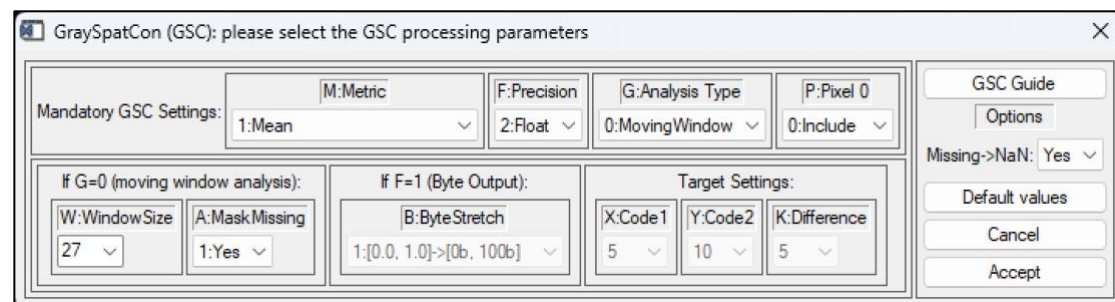 GraySpatCon (GSC): please select the GSC processing parameters
Mandatory GSC Settings:
M:Metric
1:Mean
F:Precision
2:Float
G:Analysis Type
0:MovingWindow
P:Pixel 0
0:Include
If G=0 (moving window analysis):
W:WindowSize
27
A:MaskMissing
1:Yes
If F=1 (Byte Output):
B:ByteStretch
1:[0.0, 1.0]->[0b, 100b]
Target Settings:
X:Code1
5
Y:Code2
10
K:Difference
5
GSC Guide
Options
Missing->NaN: Yes
Default values
Cancel
Accept